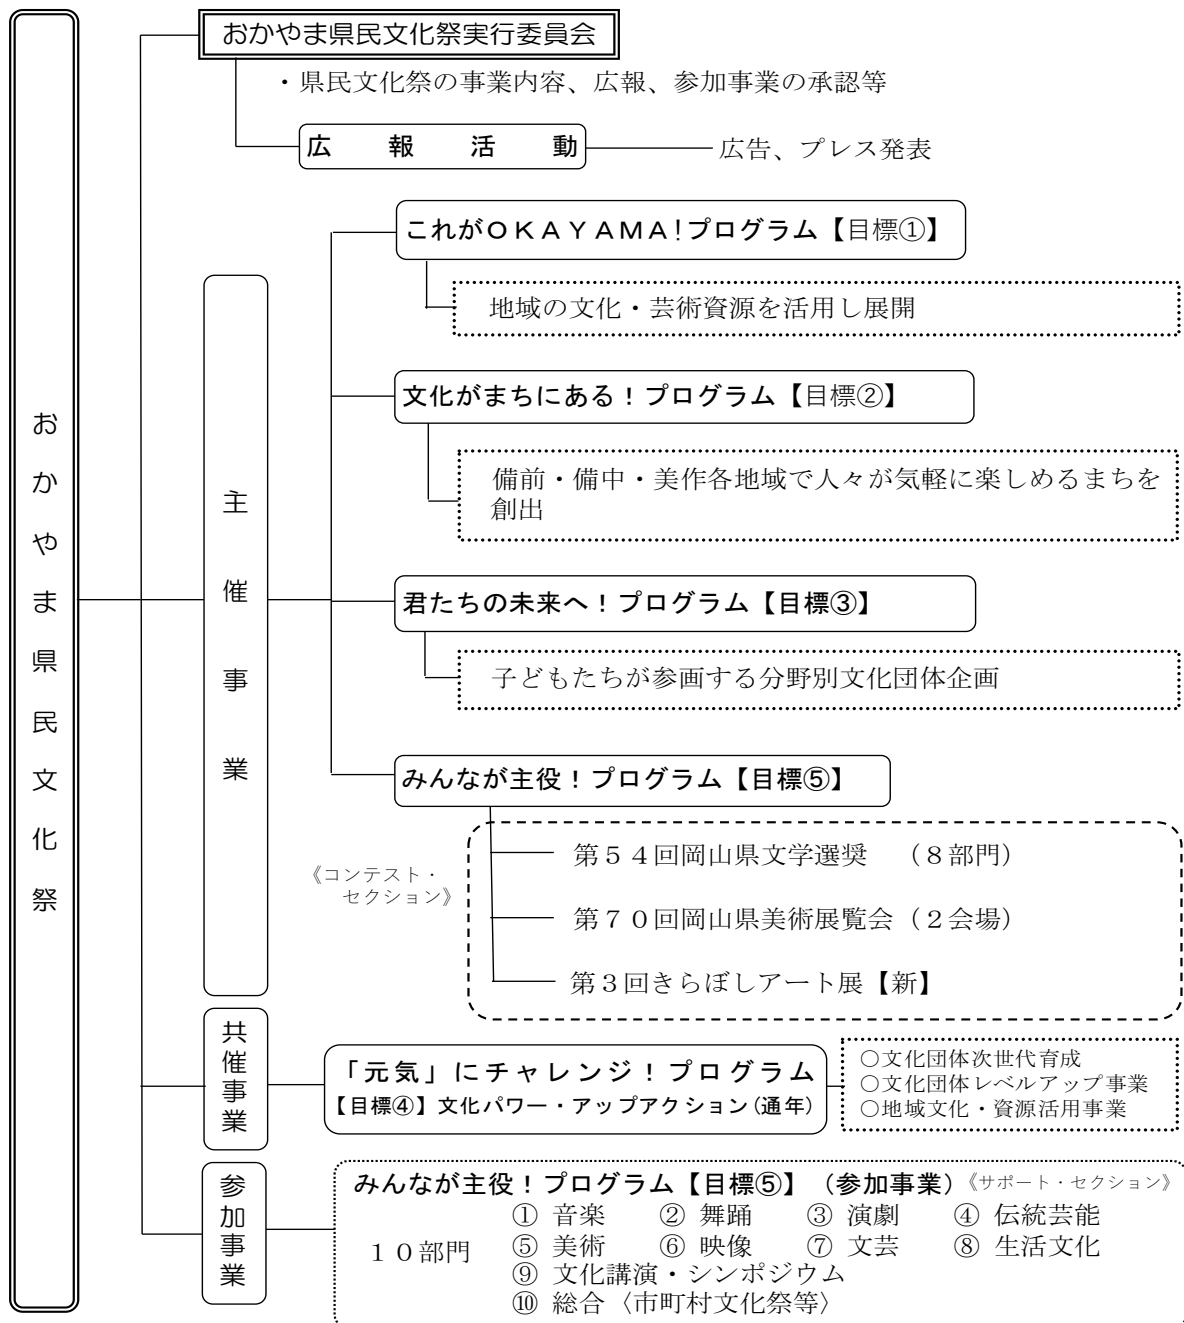 おかやま県民文化祭
おかやま県民文化祭実行委員会
・県民文化祭の事業内容、広報、参加事業の承認等
広報活動
広告、プレス発表
主催事業
これがＯＫＡＹＡＭＡ！プログラム【目標①】
地域の文化・芸術資源を活用し展開
文化がまちにある！プログラム【目標②】
備前・備中・美作各地域で人々が気軽に楽しめるまちを
創出
君たちの未来へ！プログラム【目標③】
子どもたちが参画する分野別文化団体企画
みんなが主役！プログラム【目標⑤】
《コンテスト・
セクション》
第５４回岡山県文学選奨　（８部門）
第７０回岡山県美術展覧会（２会場）
第３回きらぼしアート展【新】
共催事業
「元気」にチャレンジ！プログラム
【目標④】文化パワー・アップアクション(通年)
○文化団体次世代育成
○文化団体レベルアップ事業
○地域文化・資源活用事業
参加事業
みんなが主役！プログラム【目標⑤】（参加事業）《サポート・セクション》
１０部門
① 音楽　② 舞踊　③ 演劇　④ 伝統芸能
⑤ 美術　⑥ 映像　⑦ 文芸　⑧ 生活文化
⑨ 文化講演・シンポジウム
⑩ 総合〈市町村文化祭等〉